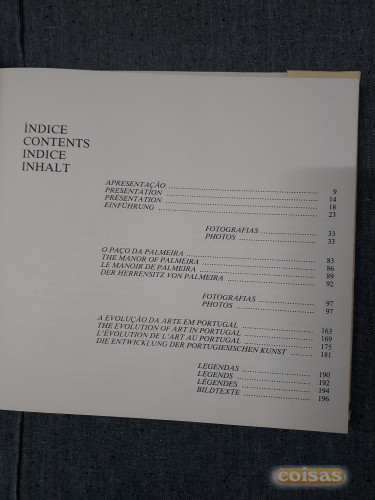 ÍNDICE
CONTENTS
INDICE
INHALT
APRESENTAÇÃO ........ 9
PRESENTATION ........ 14
PRÉSENTATION ........ 18
EINFÜHRUNG ........ 23
FOTOGRAFIAS ........ 33
PHOTOS ........ 33
O PAÇO DA PALMEIRA ........ 83
THE MANOR OF PALMEIRA ........ 86
LE MANOIR DE PALMEIRA ........ 89
DER HERRENSITZ VON PALMEIRA ........ 92
FOTOGRAFIAS ........ 97
PHOTOS ........ 97
A EVOLUÇÃO DA ARTE EM PORTUGAL ........ 163
THE EVOLUTION OF ART IN PORTUGAL ........ 169
L'ÉVOLUTION DE L'ART AU PORTUGAL ........ 175
DIE ENTWICKLUNG DER PORTUGIESISCHEN KUNST ........ 181
LEGENDAS ........ 190
LEGENDS ........ 192
LÉGENDES ........ 194
BILDTEXTE ........ 196
coisas